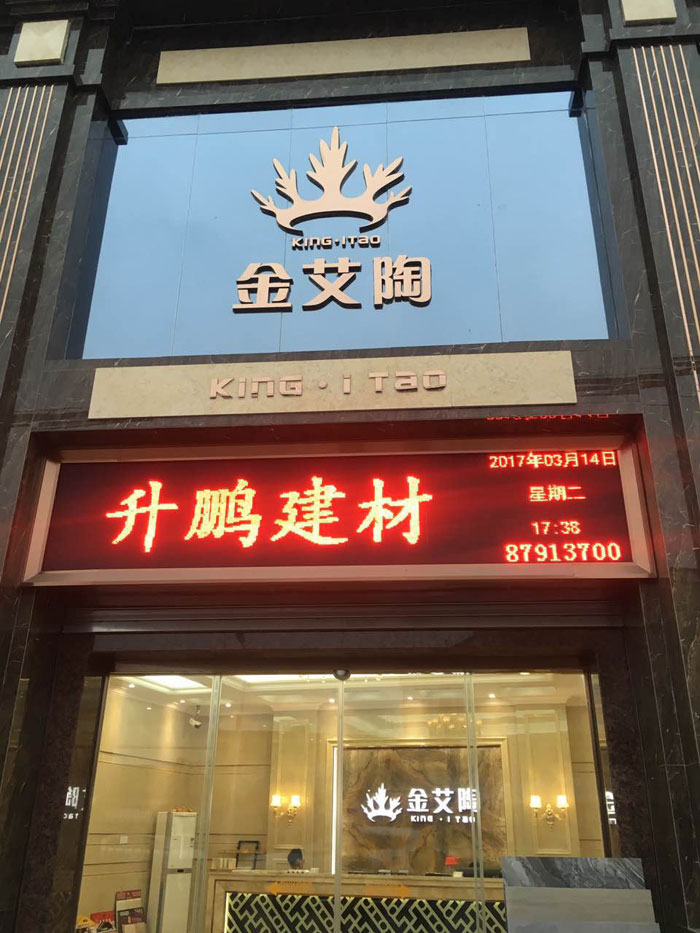 KING·ITAO
金艾陶
KING · I TAO
升鹏建材
2017年03月14日
星期二
17:38
87913700
金艾陶
KING · I TAO